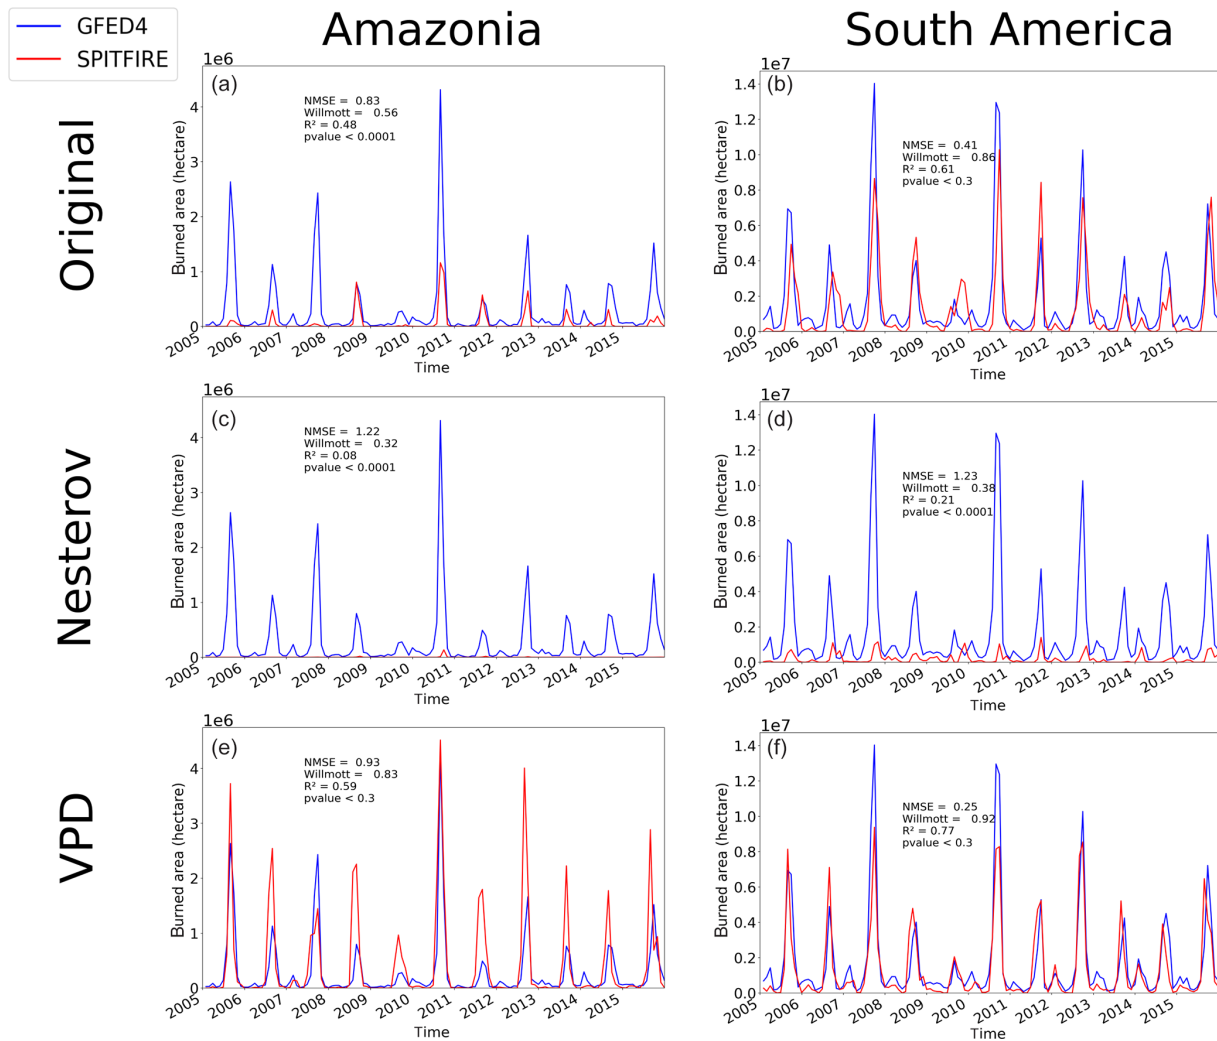 GFED4
SPITFIRE
Amazonia
South America
Original
Nesterov
VPD
1e6
(a)
NMSE = 0.83
Willmott = 0.56
R² = 0.48
pvalue < 0.0001
Burned area (hectare)
4
3
2
1
0
2005 2006 2007 2008 2009 2010 2011 2012 2013 2014 2015
Time
1e7
(b)
NMSE = 0.41
Willmott = 0.86
R² = 0.61
pvalue < 0.3
Burned area (hectare)
1.4
1.2
1.0
0.8
0.6
0.4
0.2
0.0
2005 2006 2007 2008 2009 2010 2011 2012 2013 2014 2015
Time
1e6
(c)
NMSE = 1.22
Willmott = 0.32
R² = 0.08
pvalue < 0.0001
Burned area (hectare)
4
3
2
1
0
2005 2006 2007 2008 2009 2010 2011 2012 2013 2014 2015
Time
1e7
(d)
NMSE = 1.23
Willmott = 0.38
R² = 0.21
pvalue < 0.0001
Burned area (hectare)
1.4
1.2
1.0
0.8
0.6
0.4
0.2
0.0
2005 2006 2007 2008 2009 2010 2011 2012 2013 2014 2015
Time
1e6
(e)
NMSE = 0.93
Willmott = 0.83
R² = 0.59
pvalue < 0.3
Burned area (hectare)
4
3
2
1
0
2005 2006 2007 2008 2009 2010 2011 2012 2013 2014 2015
Time
1e7
(f)
NMSE = 0.25
Willmott = 0.92
R² = 0.77
pvalue < 0.3
Burned area (hectare)
1.4
1.2
1.0
0.8
0.6
0.4
0.2
0.0
2005 2006 2007 2008 2009 2010 2011 2012 2013 2014 2015
Time